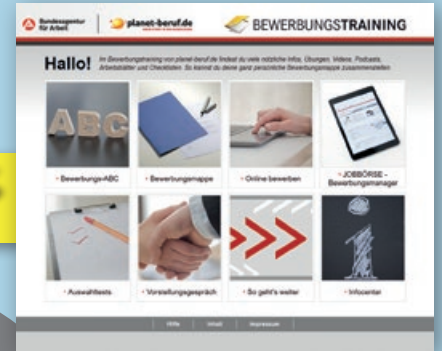 Bundesagentur
für Arbeit
planet-beruf.de
BEWERBUNGSTRAINING
Hallo! Im Bewerbungstraining von planet-beruf.de findest du viele nützliche Infos, Übungen, Videos, Podcasts,
Arbeitsblätter und Checklisten. So kannst du deine ganz persönliche Bewerbungsmappe zusammenstellen.
ABC
Bewerbungs-ABC
Bewerbungsmappe
Online bewerben
JOBBÖRSE -
Bewerbungsmanager
Auswahltests
Vorstellungsgespräch
So geht's weiter
i
Infocenter
Hilfe | Inhalt | Impressum